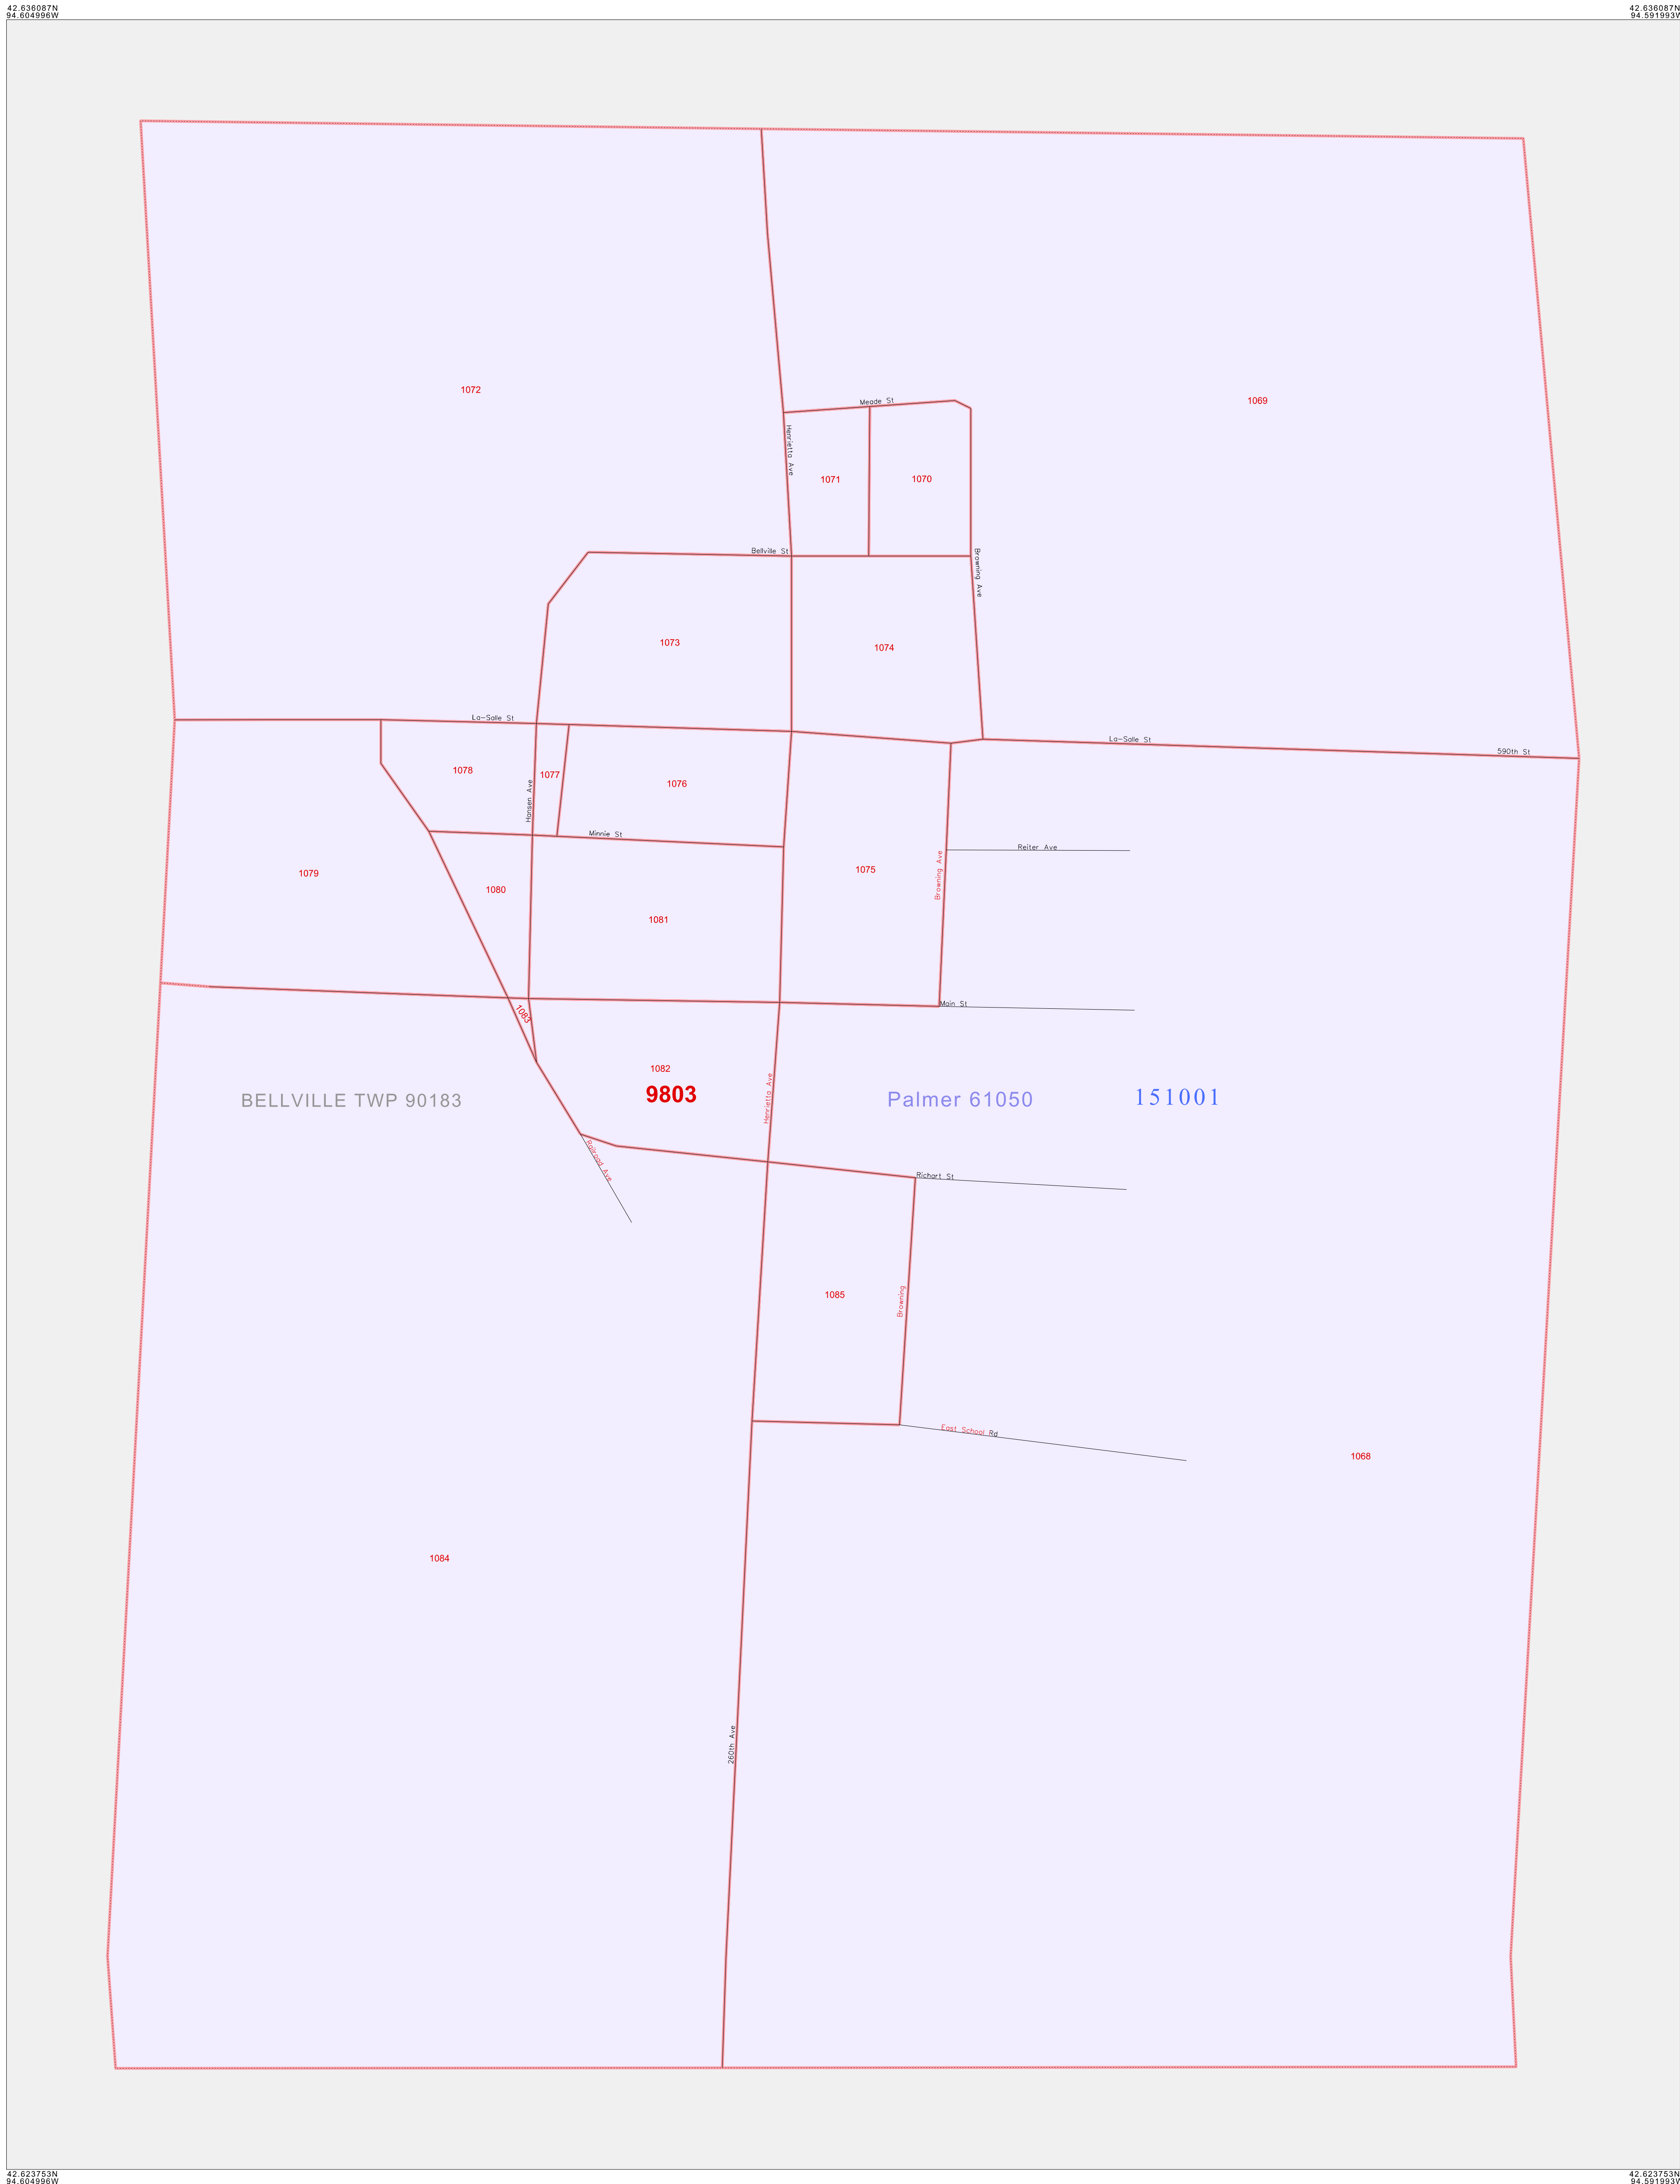 42.636087N
94.604996W
42.636087N
94.591993W
1072
1069
Meade St
Henrietta Ave
1071
1070
Bellville St
Browning Ave
1073
1074
La-Salle St
La-Salle St
590th St
1078
1077
1076
Hansen Ave
Minnie St
Reiter Ave
1079
1075
Browning Ave
1080
1081
Main St
1083
1082
9803
Henrietta Ave
BELLVILLE TWP 90183
Palmer 61050
151001
Railroad Ave
Richart St
1085
Browning
East School Rd
1068
1084
260th Ave
42.623753N
94.604996W
42.623753N
94.591993W